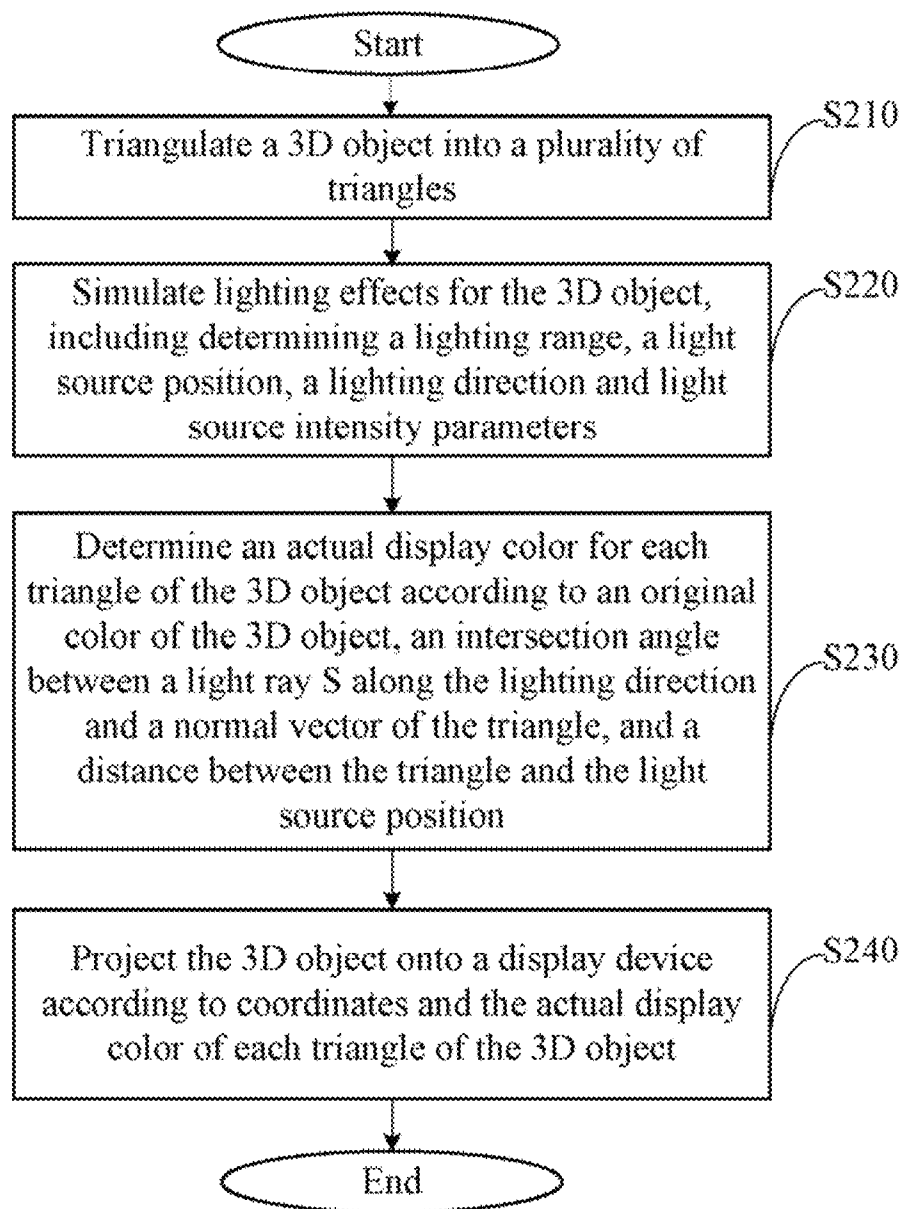 Start
Triangulate a 3D object into a plurality of
triangles
S210
Simulate lighting effects for the 3D object,
including determining a lighting range, a light
source position, a lighting direction and light
source intensity parameters
S220
Determine an actual display color for each
triangle of the 3D object according to an original
color of the 3D object, an intersection angle
between a light ray S along the lighting direction
and a normal vector of the triangle, and a
distance between the triangle and the light
source position
S230
Project the 3D object onto a display device
according to coordinates and the actual display
color of each triangle of the 3D object
S240
End